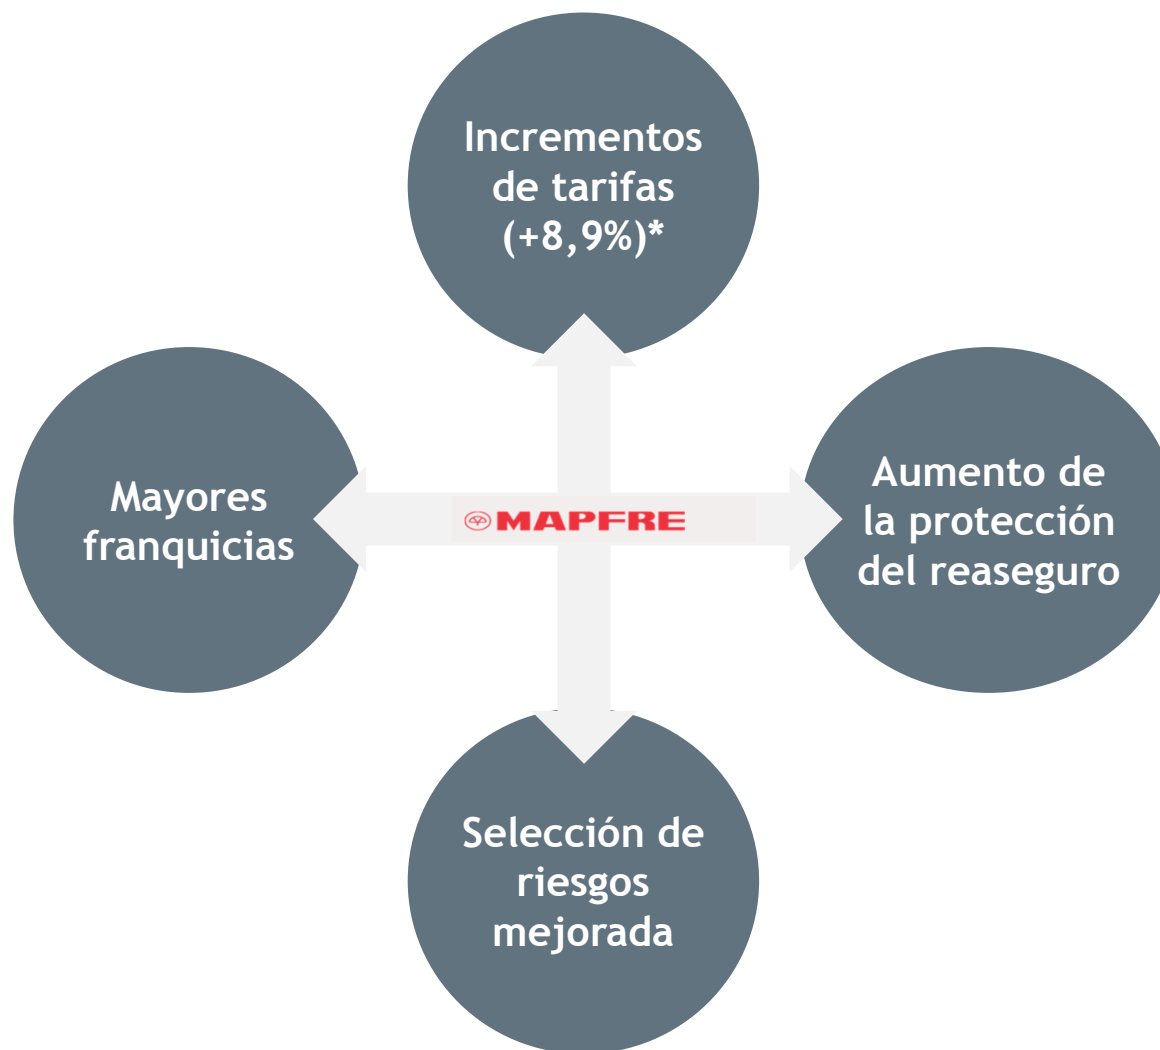 Incrementos
de tarifas
(+8,9%)*
Mayores
franquicias
MAPFRE
Aumento de
la protección
del reaseguro
Selección de
riesgos
mejorada